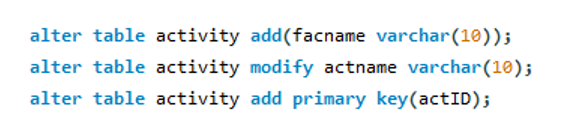 alter table activity add(facname varchar(10));
alter table activity modify actname varchar(10);
alter table activity add primary key(actID);